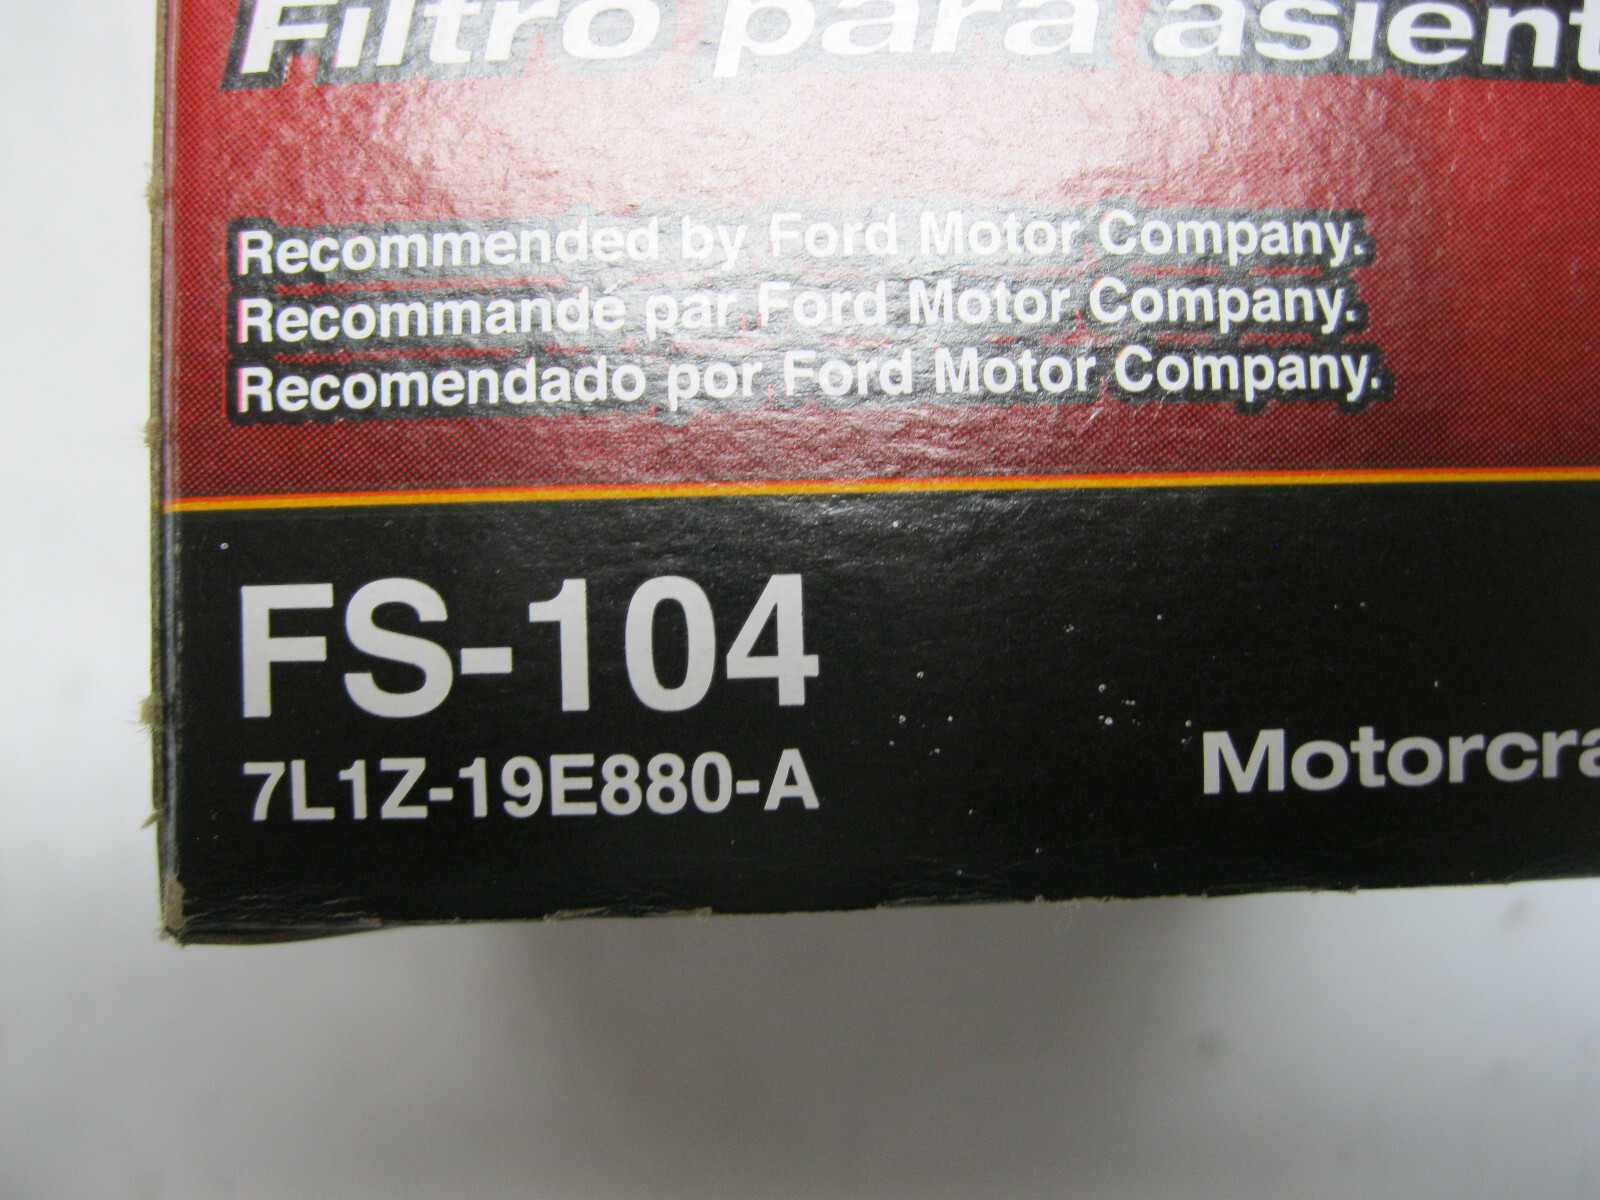 Filtro para asient
Recommended by Ford Motor Company.
Recommandé par Ford Motor Company.
Recomendado por Ford Motor Company.
FS-104
7L1Z-19E880-A
Motorcra